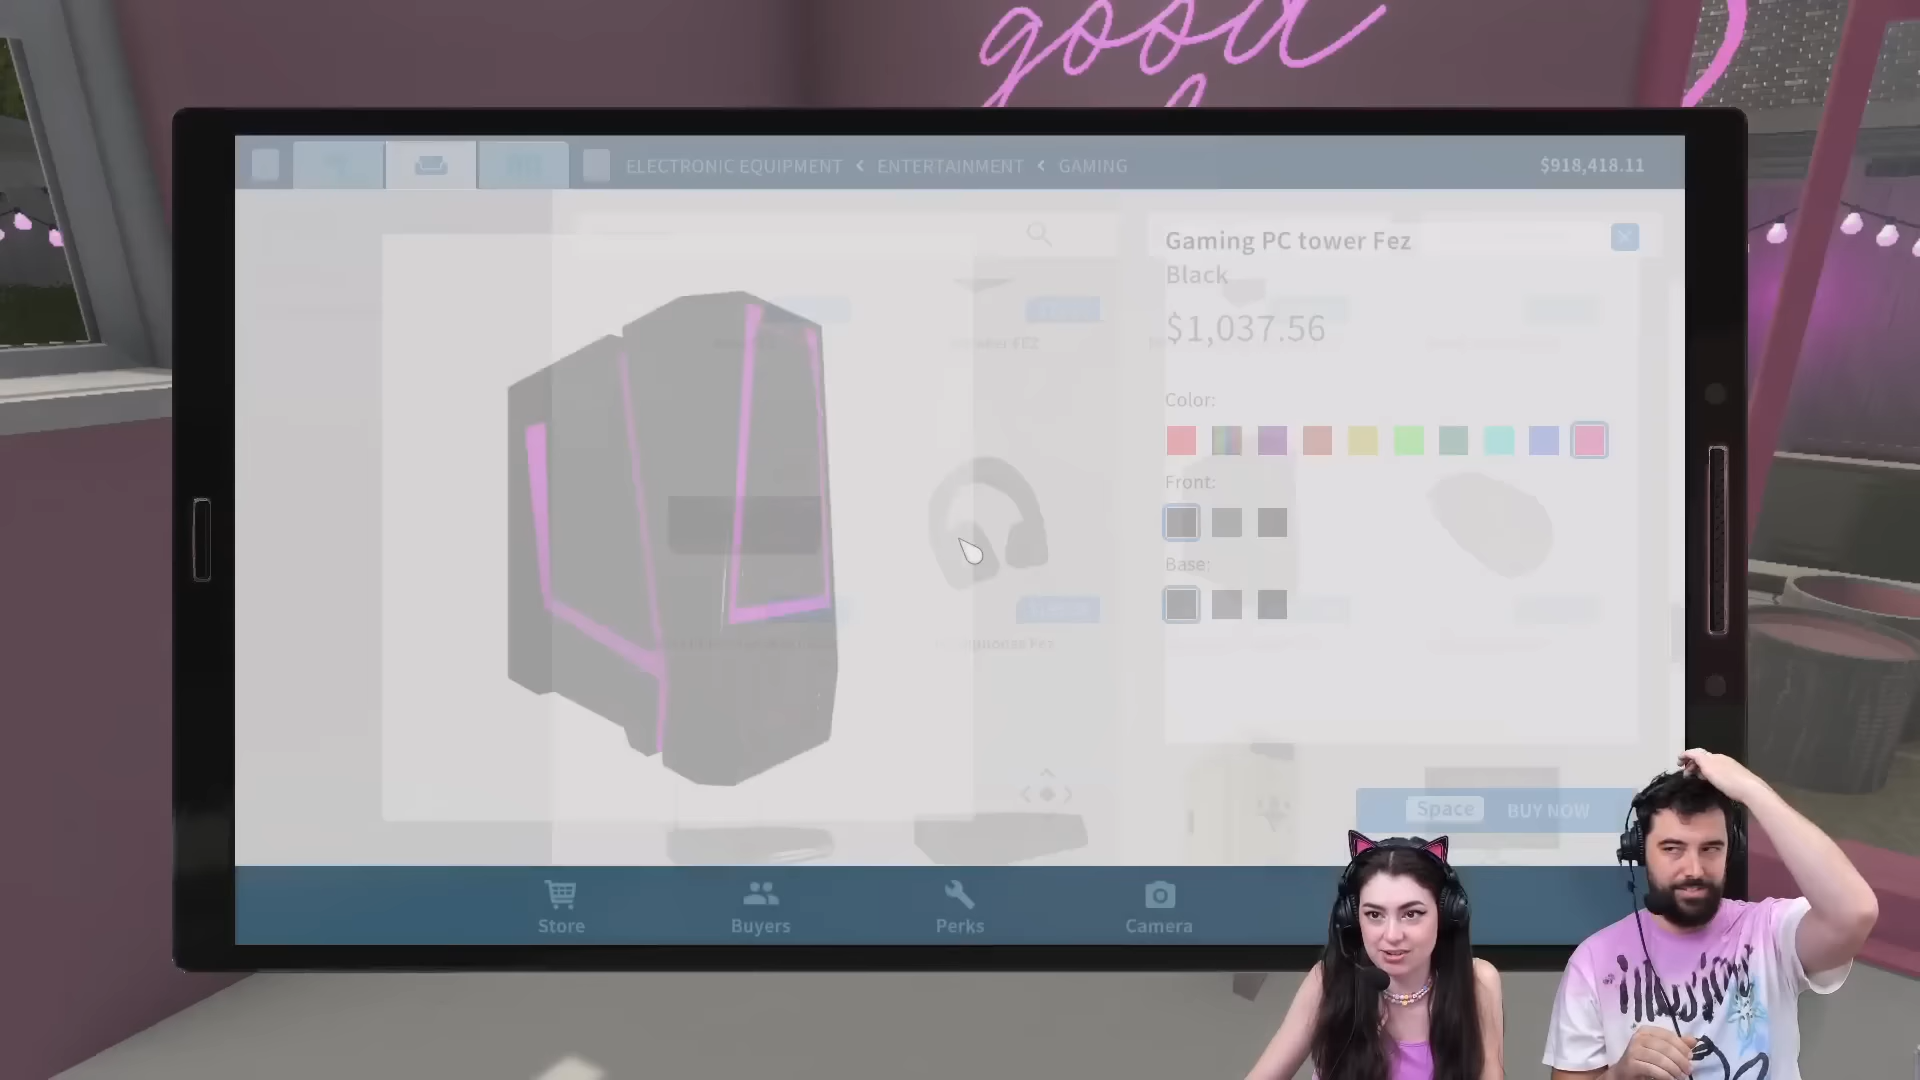 good
ELECTRONIC EQUIPMENT < ENTERTAINMENT < GAMING
$918,418.11
Gaming PC tower Fez
Black
$1,037.56
Color:
Front:
Base:
Space BUY NOW
Store
Buyers
Perks
Camera